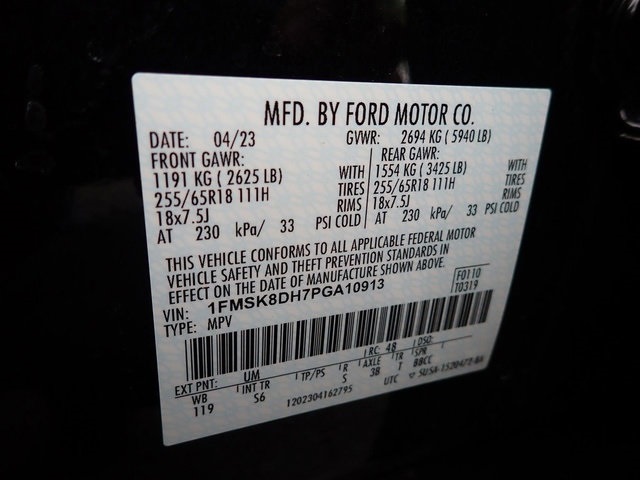 MFD. BY FORD MOTOR CO.
DATE: 04/23 GVWR: 2694 KG ( 5940 LB)
FRONT GAWR: REAR GAWR:
1191 KG ( 2625 LB) WITH 1554 KG ( 3425 LB) WITH
255/65R18 111H TIRES 255/65R18 111H TIRES
18x7.5J RIMS 18x7.5J RIMS
AT 230 kPa/ 33 PSI COLD AT 230 kPa/ 33 PSI COLD
THIS VEHICLE CONFORMS TO ALL APPLICABLE FEDERAL MOTOR
VEHICLE SAFETY AND THEFT PREVENTION STANDARDS IN
EFFECT ON THE DATE OF MANUFACTURE SHOWN ABOVE.
VIN: 1FMSK8DH7PGA10913 F0110
TYPE: MPV T0319
EXT PNT: UM RC: 48 DSO:
WB INT TR TP/PS R AXLE TR SPR
119 S6 S 3B T BBCC
1202304162795 UTC